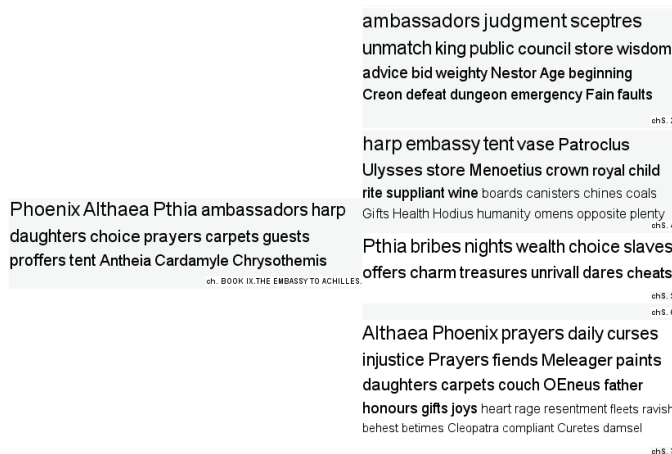 Phoenix Althaea Pthia ambassadors harp
daughters choice prayers carpets guests
proffers tent Antheia Cardamyle Chrysothemis
ch. BOOK IX.THE EMBASSY TO ACHILLES.
ambassadors judgment sceptres
unmatch king public council store wisdom
advice bid weighty Nestor Age beginning
Creon defeat dungeon emergency Fain faults
chS.
harp embassy tent vase Patroclus
Ulysses store Menoetius crown royal child
rite suppliant wine boards canisters chines coals
Gifts Health Hodius humanity omens opposite plenty
chS.
Pthia bribes nights wealth choice slaves
offers charm treasures unrivall dares cheats
chS.
chS.
Althaea Phoenix prayers daily curses
injustice Prayers fiends Meleager paints
daughters carpets couch OEneus father
honours gifts joys heart rage resentment fleets ravish
behest betimes Cleopatra compliant Curetes damsel
chS.